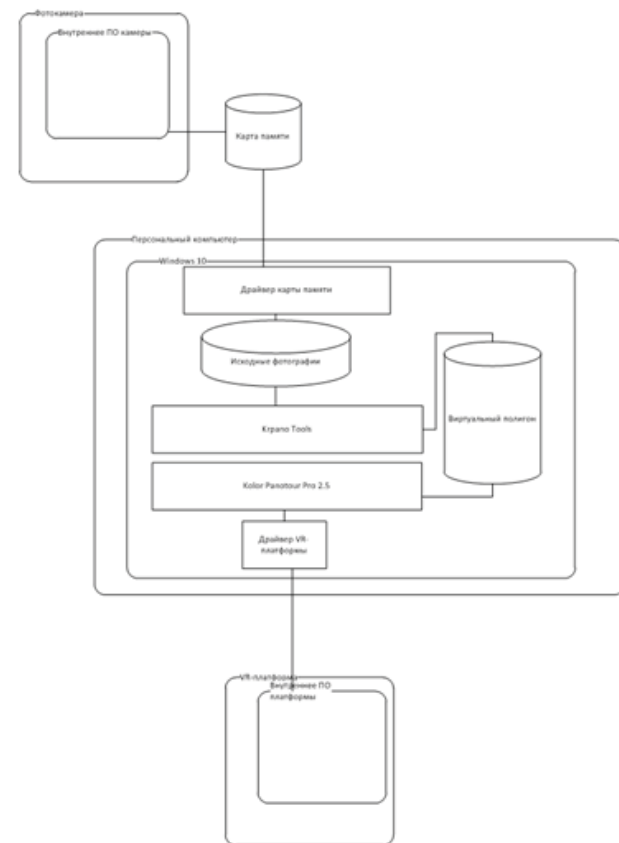 Фотокамера
Внутреннее ПО камеры
Карта памяти
Персональный компьютер
Windows 10
Драйвер карты памяти
Исходные фотографии
Виртуальный полигон
Krpano Tools
Kolor Panotour Pro 2.5
Драйвер VR-
платформы
VR-платформа
Внутреннее ПО
платформы